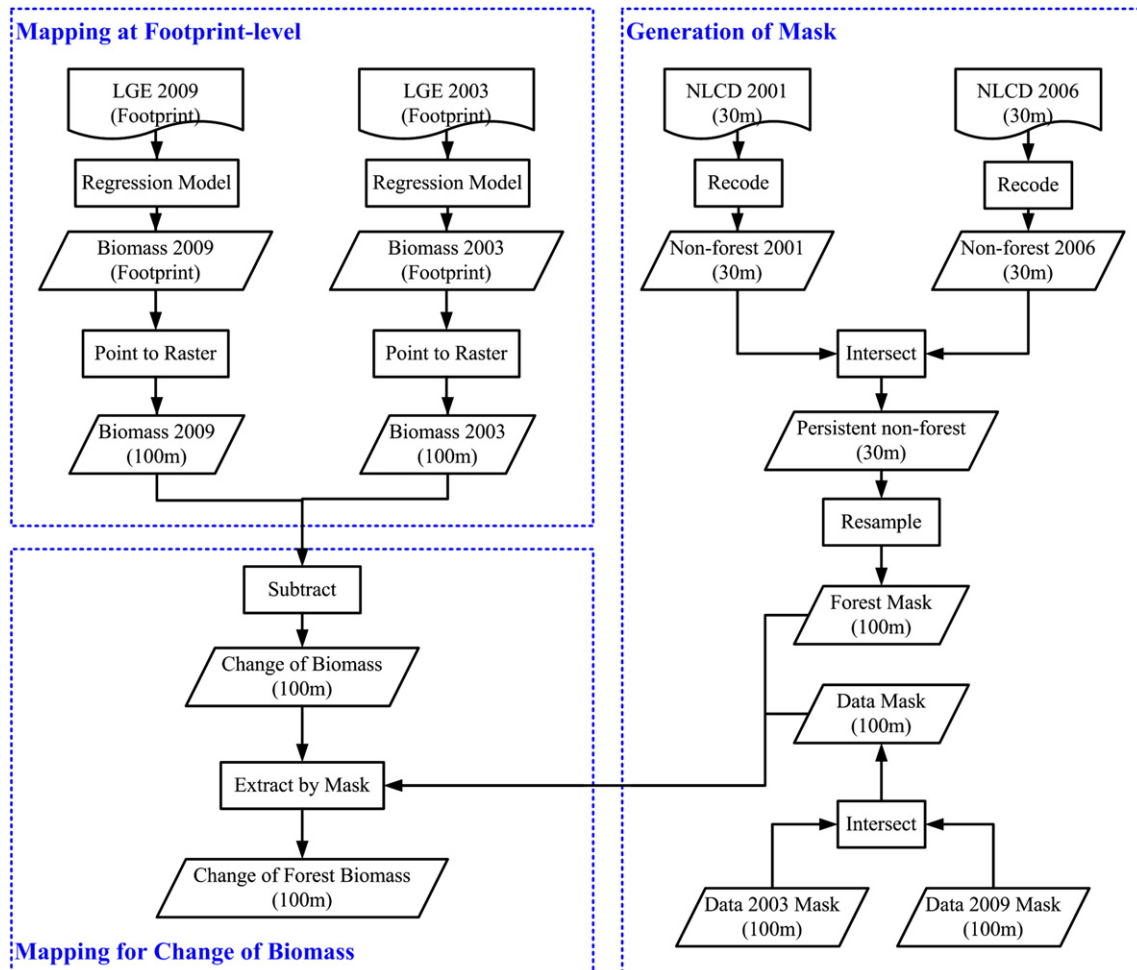 Mapping at Footprint-level
LGE 2009
(Footprint)
LGE 2003
(Footprint)
Regression Model
Regression Model
Biomass 2009
(Footprint)
Biomass 2003
(Footprint)
Point to Raster
Point to Raster
Biomass 2009
(100m)
Biomass 2003
(100m)
Subtract
Change of Biomass
(100m)
Extract by Mask
Change of Forest Biomass
(100m)
Mapping for Change of Biomass
Generation of Mask
NLCD 2001
(30m)
NLCD 2006
(30m)
Recode
Recode
Non-forest 2001
(30m)
Non-forest 2006
(30m)
Intersect
Persistent non-forest
(30m)
Resample
Forest Mask
(100m)
Data Mask
(100m)
Intersect
Data 2003 Mask
(100m)
Data 2009 Mask
(100m)